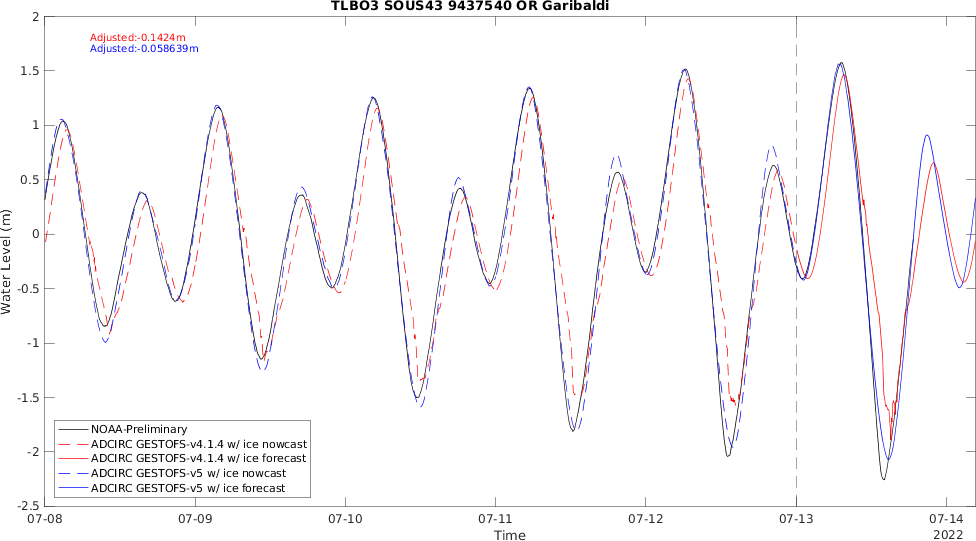 TLBO3 SOUS43 9437540 OR Garibaldi
Adjusted:-0.1424m
Adjusted:-0.058639m
2
1.5
1
0.5
0
-0.5
-1
-1.5
-2
-2.5
Water Level (m)
NOAA-Preliminary
ADCIRC GESTOFS-v4.1.4 w/ ice nowcast
ADCIRC GESTOFS-v4.1.4 w/ ice forecast
ADCIRC GESTOFS-v5 w/ ice nowcast
ADCIRC GESTOFS-v5 w/ ice forecast
07-08 07-09 07-10 07-11 07-12 07-13 07-14
Time
2022